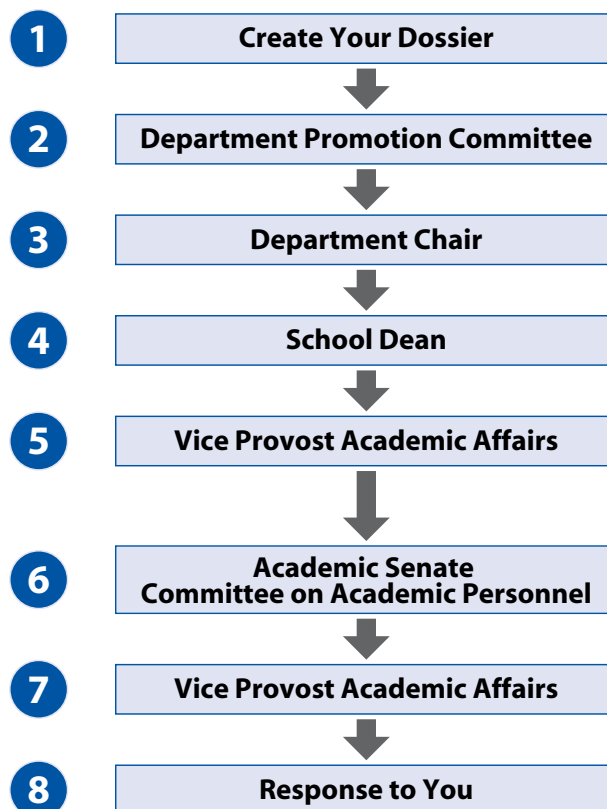 1 Create Your Dossier
2 Department Promotion Committee
3 Department Chair
4 School Dean
5 Vice Provost Academic Affairs
6 Academic Senate
Committee on Academic Personnel
7 Vice Provost Academic Affairs
8 Response to You